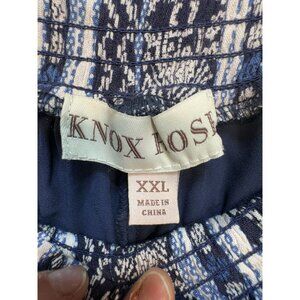 KNOX ROSE
XXL
MADE IN
CHINA